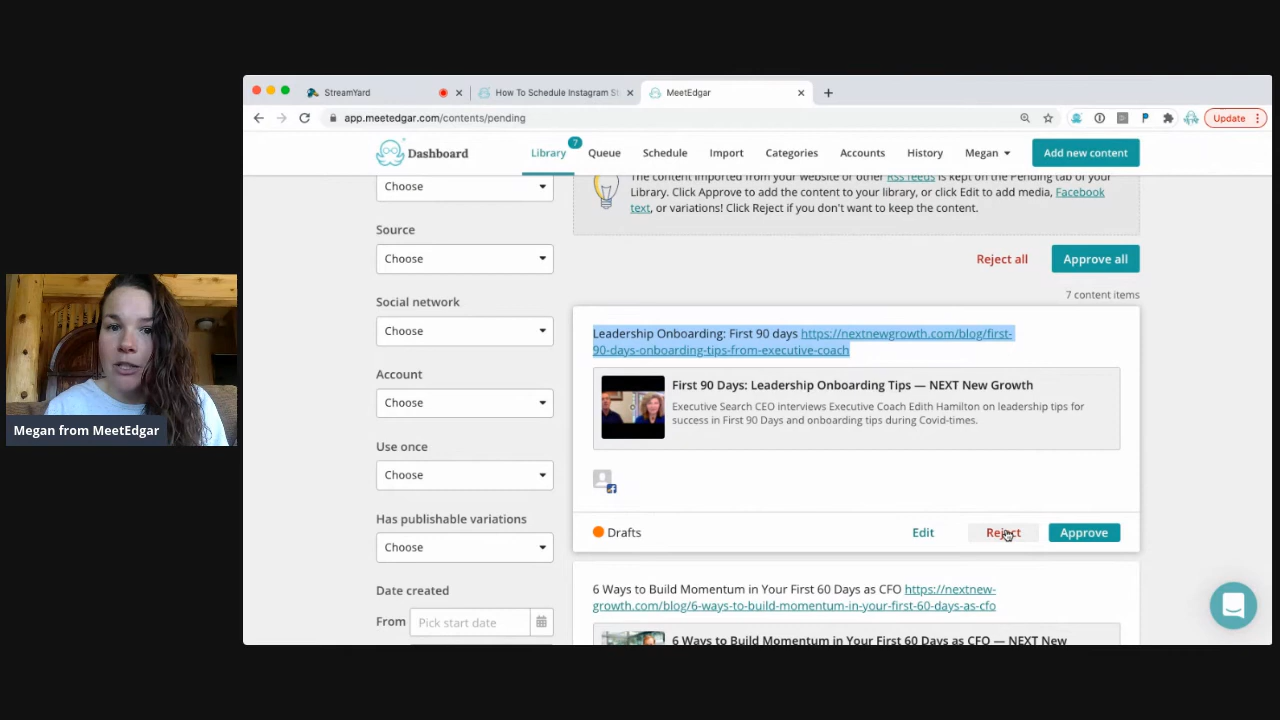 StreamYard
How To Schedule Instagram St
MeetEdgar
app.meetedgar.com/contents/pending
Update
Dashboard
Library
7
Queue
Schedule
Import
Categories
Accounts
History
Megan
Add new content
Choose
Source
Choose
Social network
Choose
Account
Choose
Use once
Choose
Has publishable variations
Choose
Date created
From
Pick start date
The content imported from your website or other RSS feeds is kept on the Pending tab of your
Library. Click Approve to add the content to your library, or click Edit to add media, Facebook
text, or variations! Click Reject if you don't want to keep the content.
Reject all
Approve all
7 content items
Leadership Onboarding: First 90 days https://nextnewgrowth.com/blog/first-
90-days-onboarding-tips-from-executive-coach
First 90 Days: Leadership Onboarding Tips — NEXT New Growth
Executive Search CEO interviews Executive Coach Edith Hamilton on leadership tips for
success in First 90 Days and onboarding tips during Covid-times.
Drafts
Edit
Reject
Approve
6 Ways to Build Momentum in Your First 60 Days as CFO https://nextnew-
growth.com/blog/6-ways-to-build-momentum-in-your-first-60-days-as-cfo
6 Ways to Build Momentum in Your First 60 Days as CFO — NEXT New
Megan from MeetEdgar